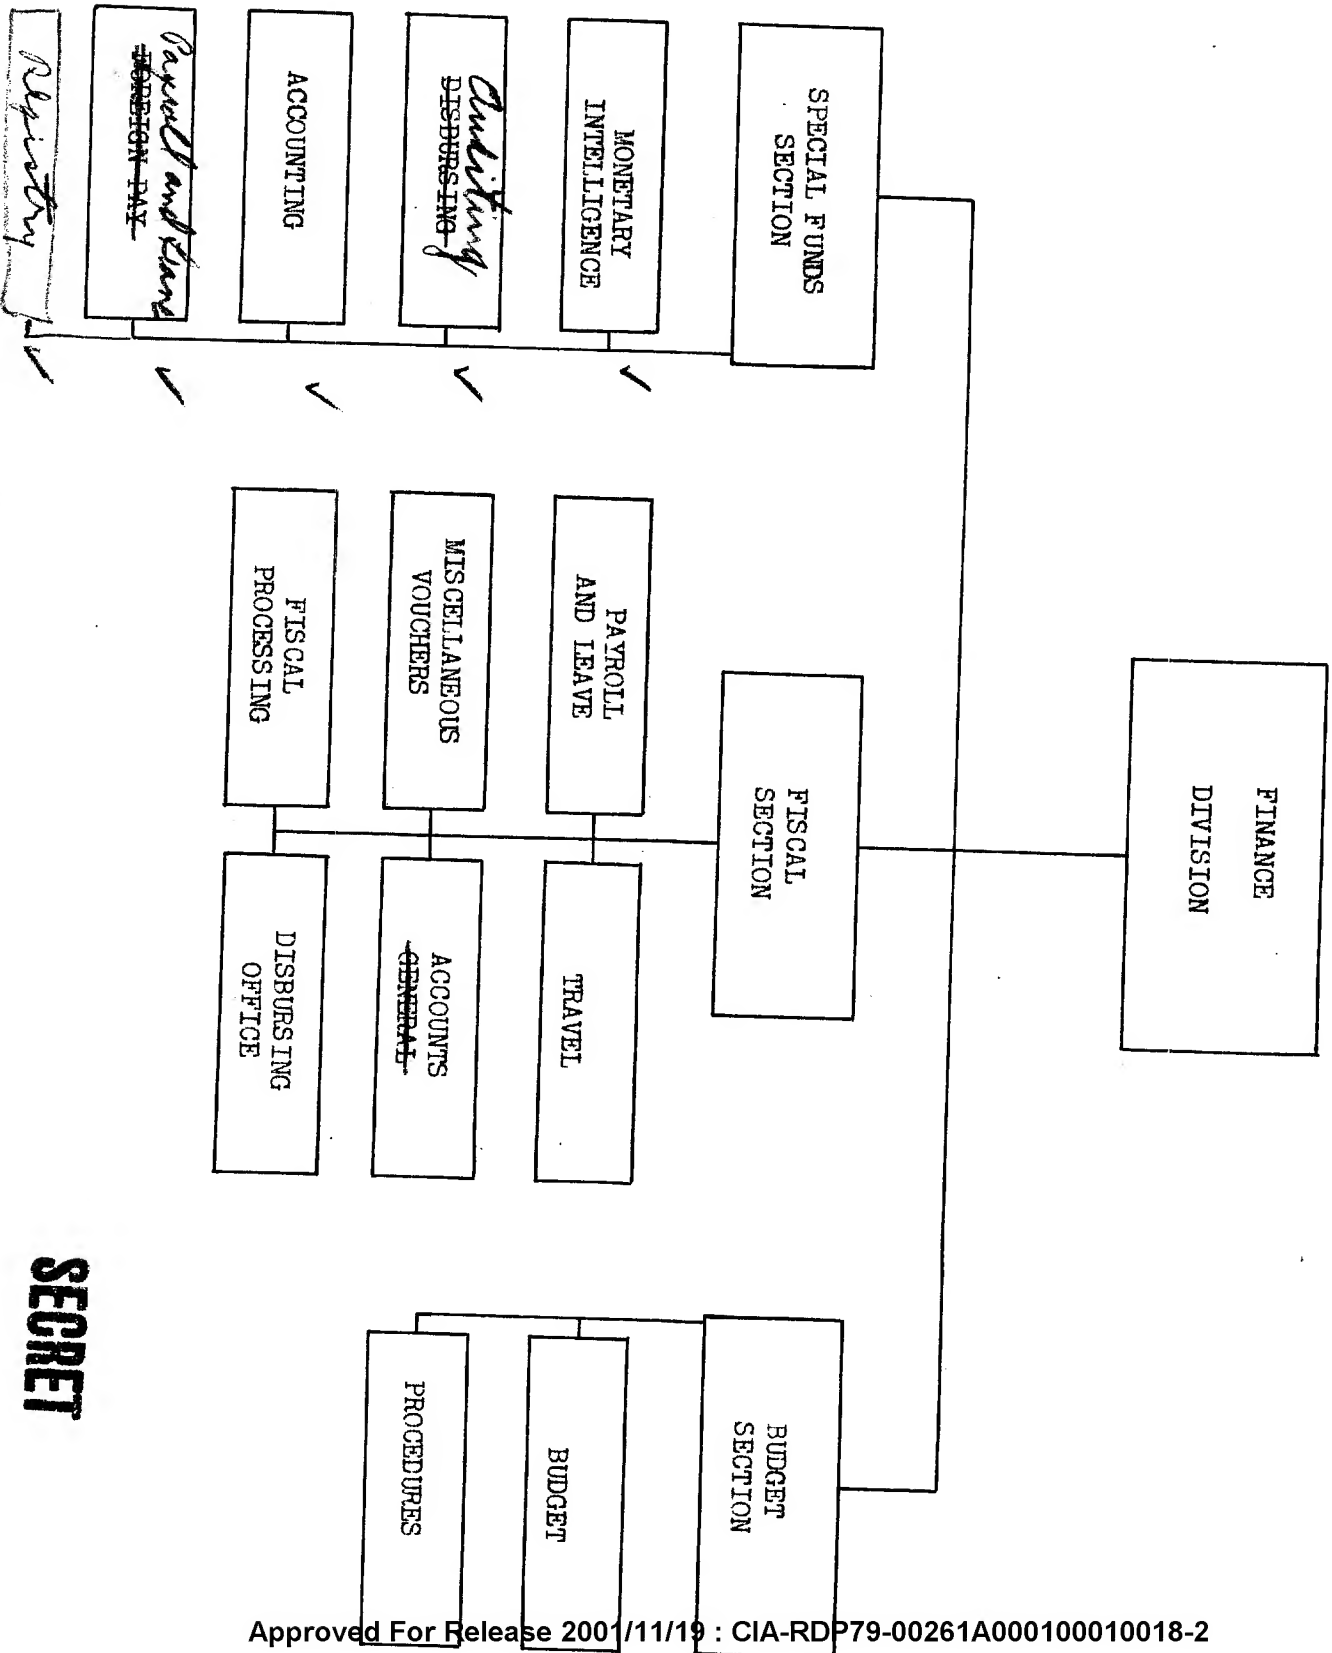 FINANCE
DIVISION
SPECIAL FUNDS
SECTION
MONETARY
INTELLIGENCE
Auditing
DISBURSING
ACCOUNTING
Payroll and
FOREIGN PAY
Registry
FISCAL
SECTION
PAYROLL
AND LEAVE
TRAVEL
MISCELLANEOUS
VOUCHERS
ACCOUNTS
GENERAL
FISCAL
PROCESSING
DISBURSING
OFFICE
BUDGET
SECTION
BUDGET
PROCEDURES
SECRET
Approved For Release 2001/11/19 : CIA-RDP79-00261A000100010018-2